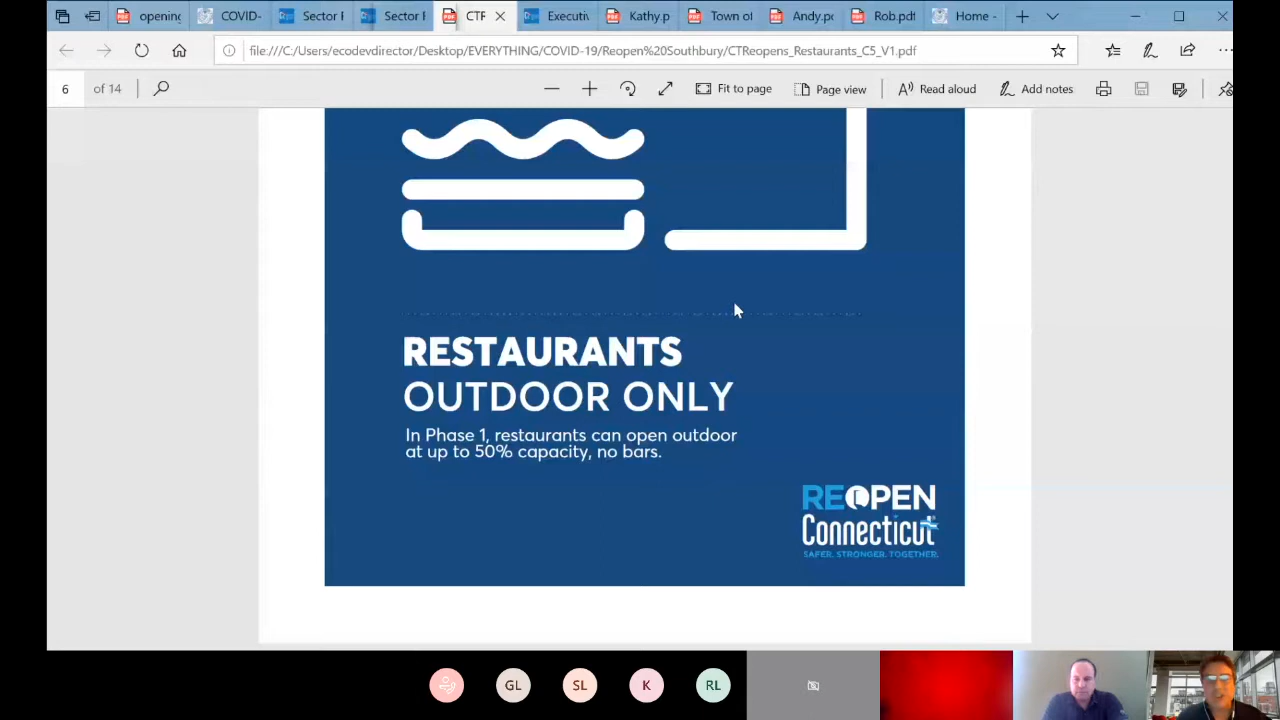 opening
COVID-
Sector F
Sector F
CTF
Executiv
Kathy.p
Town of
Andy.pc
Rob.pdf
Home -
file:///C:/Users/ecodevdirector/Desktop/EVERYTHING/COVID-19/Reopen%20Southbury/CTReopens_Restaurants_C5_V1.pdf
6 of 14
Fit to page
Page view
Read aloud
Add notes
RESTAURANTS
OUTDOOR ONLY
In Phase 1, restaurants can open outdoor
at up to 50% capacity, no bars.
REOPEN
Connecticut
SAFER. STRONGER. TOGETHER.
GL
SL
K
RL